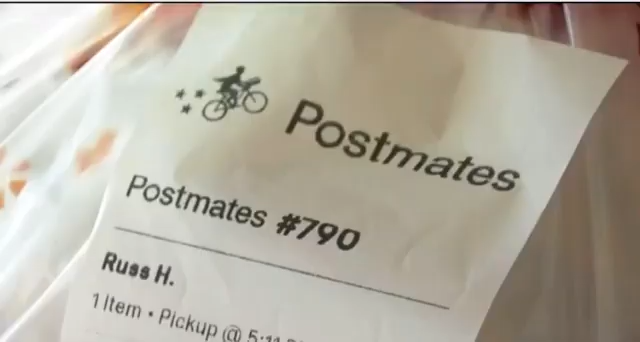 Postmates
Postmates #790
Russ H.
1 Item • Pickup @